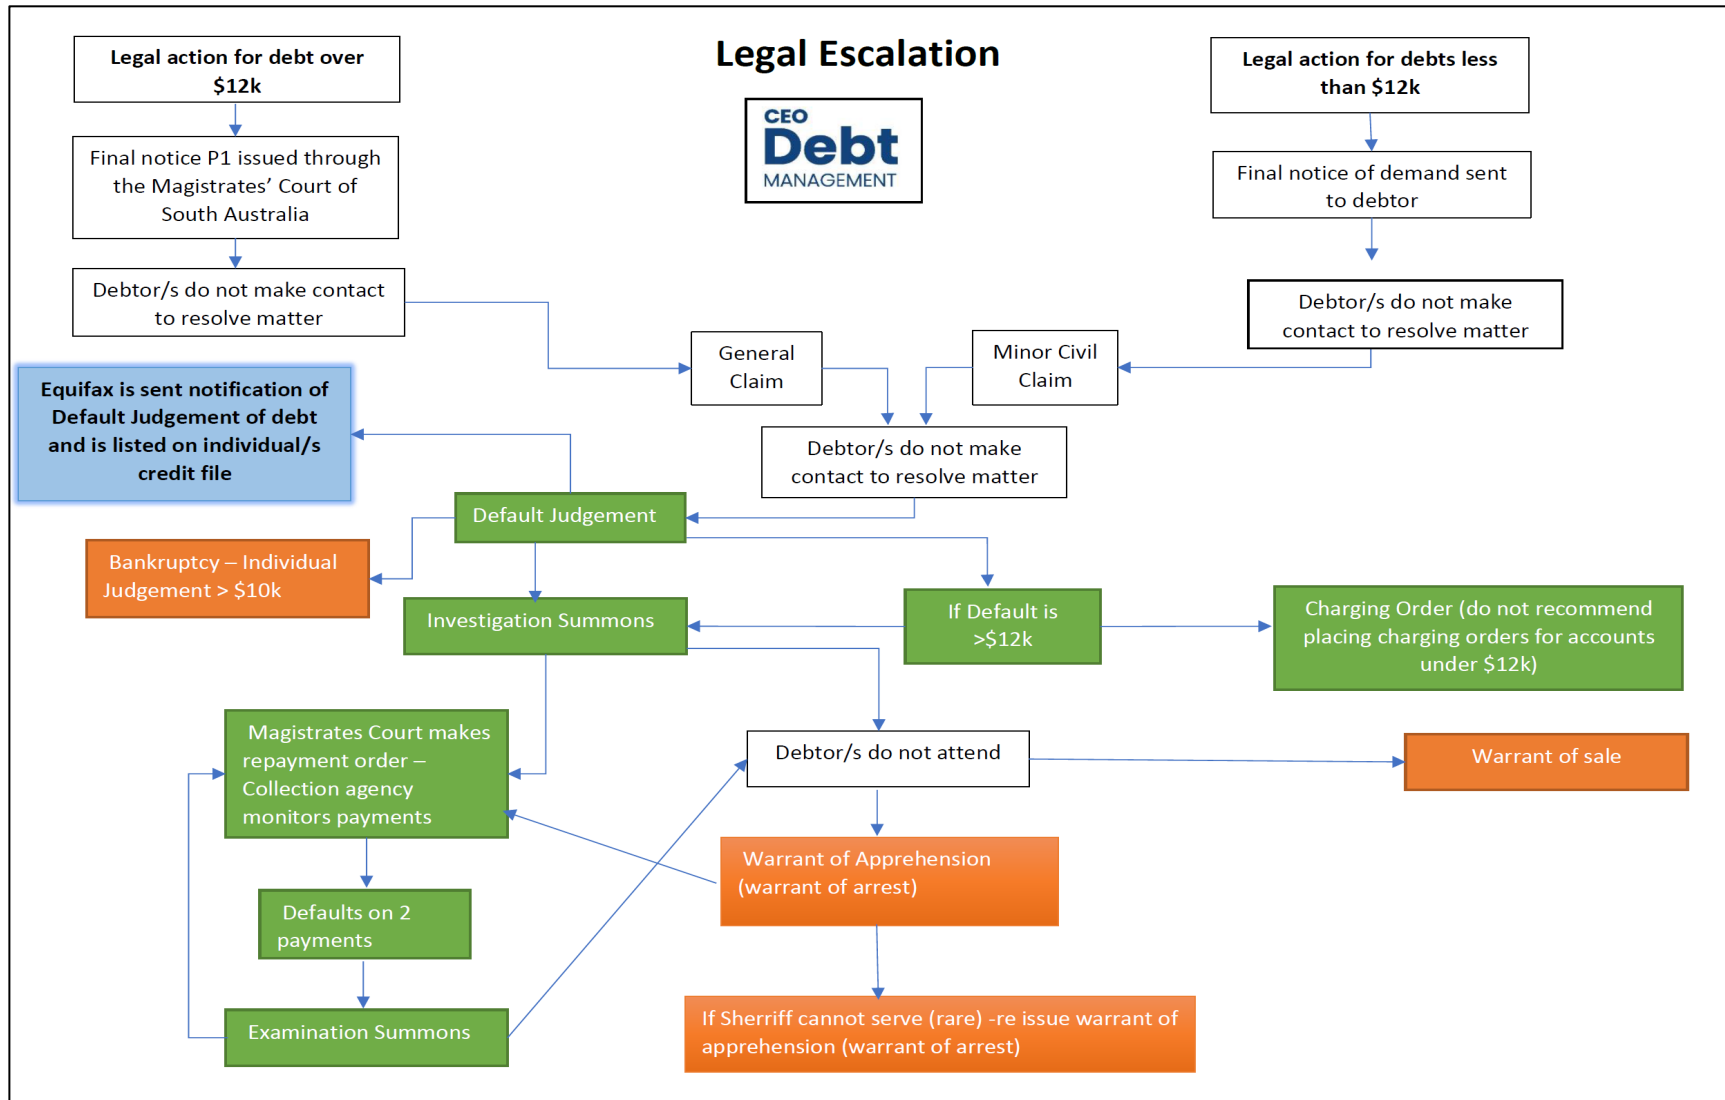 Legal Escalation
CEO
Debt
MANAGEMENT
Legal action for debt over
$12k
Final notice P1 issued through
the Magistrates’ Court of
South Australia
Debtor/s do not make contact
to resolve matter
Legal action for debts less
than $12k
Final notice of demand sent
to debtor
Debtor/s do not make
contact to resolve matter
General
Claim
Minor Civil
Claim
Debtor/s do not make
contact to resolve matter
Equifax is sent notification of
Default Judgement of debt
and is listed on individual/s
credit file
Default Judgement
Bankruptcy – Individual
Judgement > $10k
Investigation Summons
If Default is
>$12k
Charging Order (do not recommend
placing charging orders for accounts
under $12k)
Magistrates Court makes
repayment order –
Collection agency
monitors payments
Debtor/s do not attend
Warrant of sale
Warrant of Apprehension
(warrant of arrest)
Defaults on 2
payments
Examination Summons
If Sherriff cannot serve (rare) -re issue warrant of
apprehension (warrant of arrest)